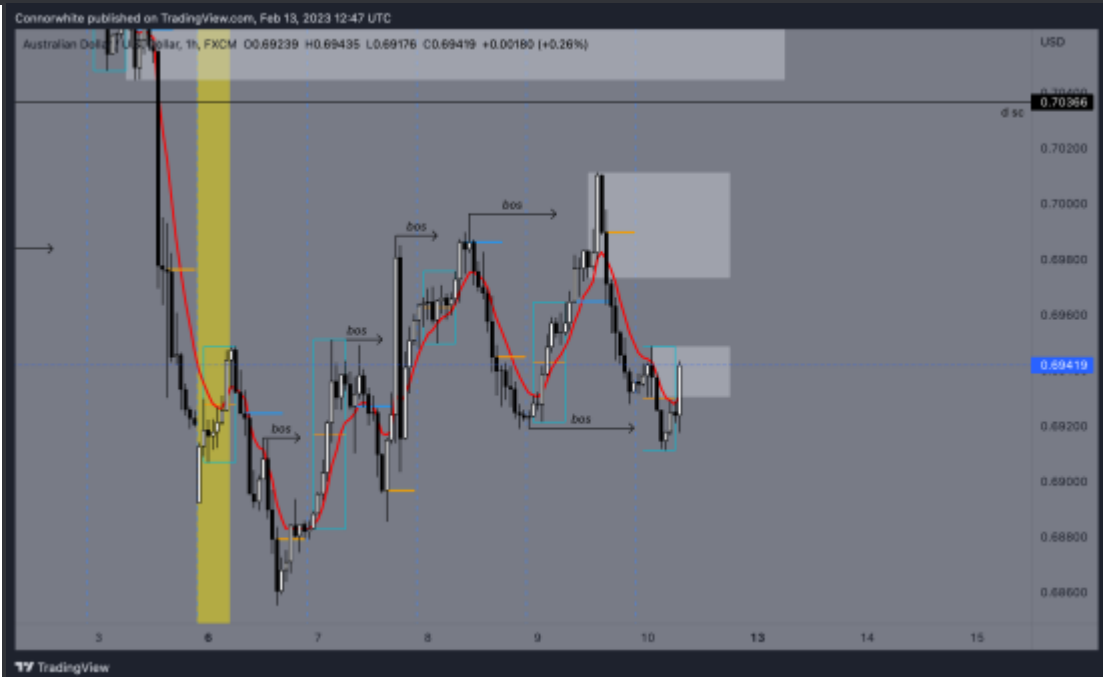 Connorwhite published on TradingView.com, Feb 13, 2023 12:47 UTC
Australian Dollar / U.S. Dollar, 1h, FXCM O0.69239 H0.69435 L0.69176 C0.69419 +0.00180 (+0.26%)
USD
0.70366
disc
0.70200
bos
0.70000
bos
0.69800
0.69600
bos
0.69419
bos
bos
0.69200
0.69000
0.68800
0.68600
3 6 7 8 9 10 13 14 15
TradingView